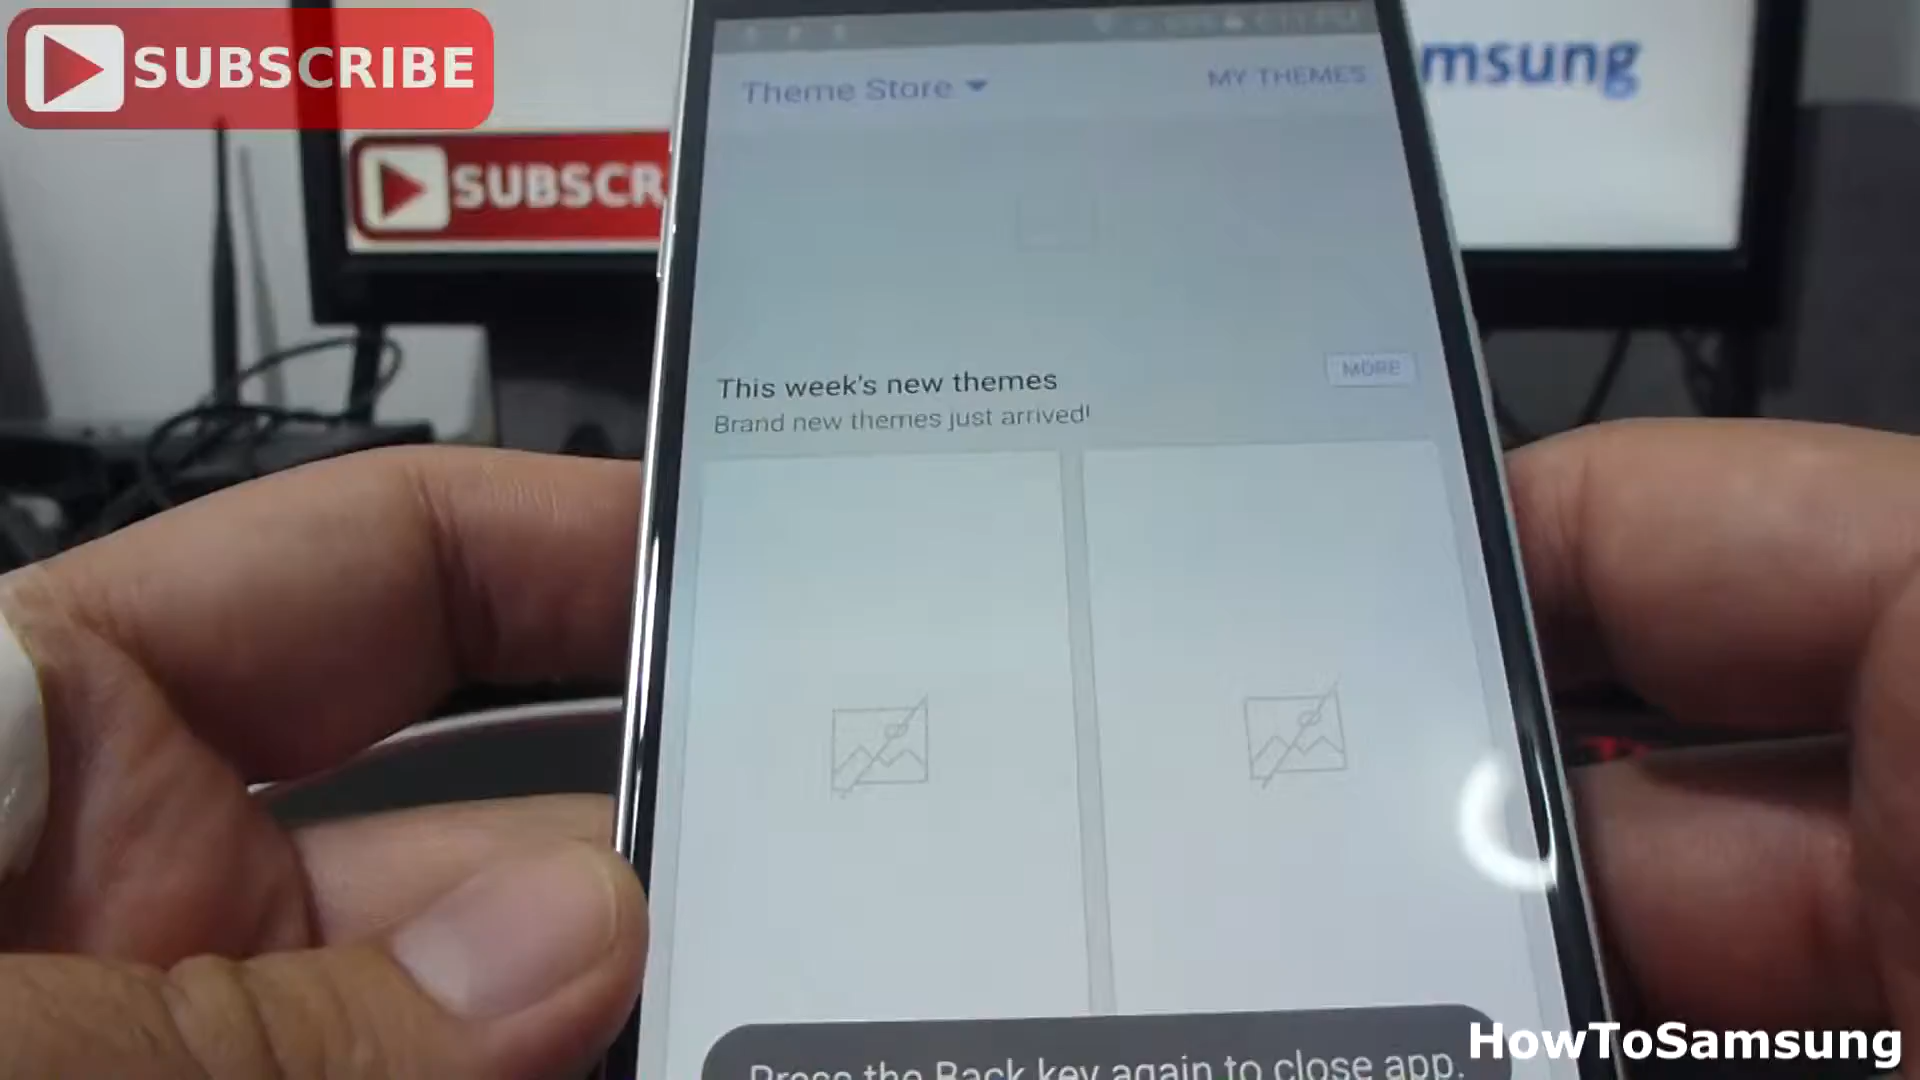 SUBSCRIBE
msung
SUBSCR
Theme Store
MY THEMES
This week's new themes
MORE
Brand new themes just arrived!
Press the Back key again to close app.
HowToSamsung